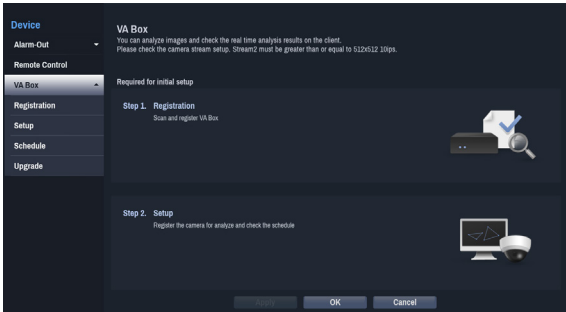 Device
Alarm-Out
Remote Control
VA Box
Registration
Setup
Schedule
Upgrade
VA Box
You can analyze images and check the real time analysis results on the client.
Please check the camera stream setup. Stream2 must be greater than or equal to 512x512 10ips.
Required for initial setup
Step 1. Registration
Scan and register VA Box
Step 2. Setup
Register the camera for analyze and check the schedule
Apply OK Cancel